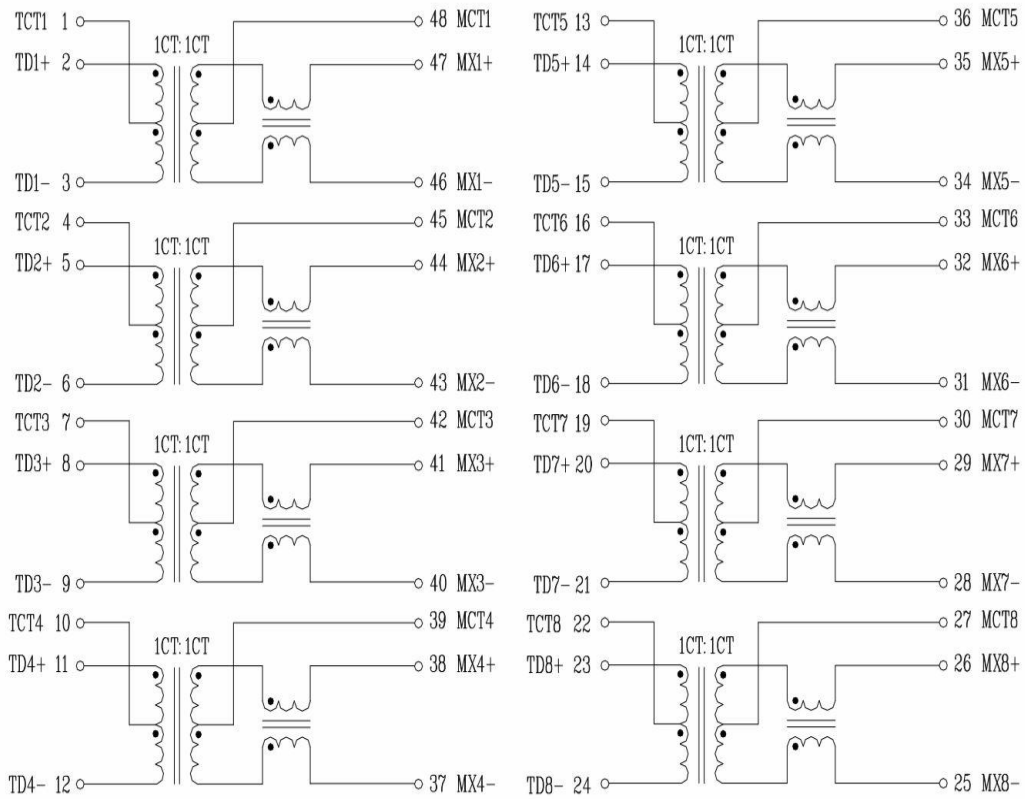 TCT1 1
1CT:1CT
48 MCT1
TD1+ 2
47 MX1+
TD1- 3
46 MX1-
TCT2 4
1CT:1CT
45 MCT2
TD2+ 5
44 MX2+
TD2- 6
43 MX2-
TCT3 7
1CT:1CT
42 MCT3
TD3+ 8
41 MX3+
TD3- 9
40 MX3-
TCT4 10
1CT:1CT
39 MCT4
TD4+ 11
38 MX4+
TD4- 12
37 MX4-
TCT5 13
1CT:1CT
36 MCT5
TD5+ 14
35 MX5+
TD5- 15
34 MX5-
TCT6 16
1CT:1CT
33 MCT6
TD6+ 17
32 MX6+
TD6- 18
31 MX6-
TCT7 19
1CT:1CT
30 MCT7
TD7+ 20
29 MX7+
TD7- 21
28 MX7-
TCT8 22
1CT:1CT
27 MCT8
TD8+ 23
26 MX8+
TD8- 24
25 MX8-